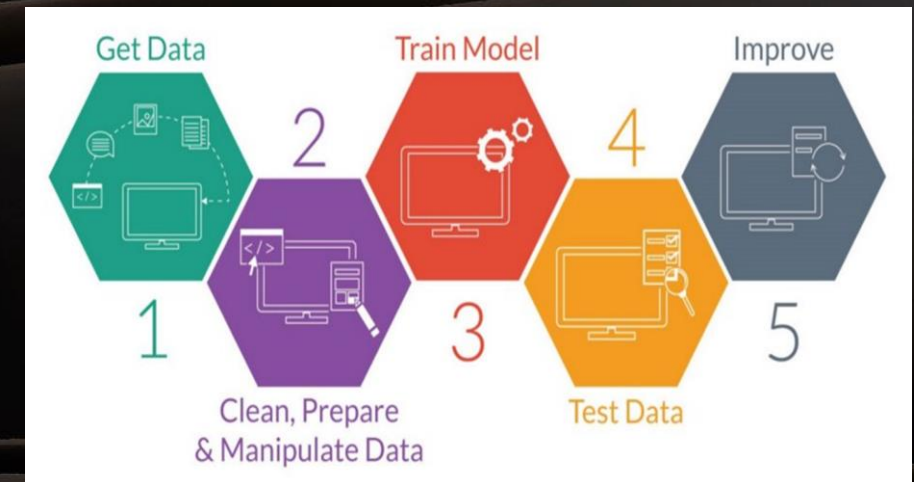 Get Data
1
2
Clean, Prepare
& Manipulate Data
Train Model
3
4
Test Data
Improve
5
</>
</>